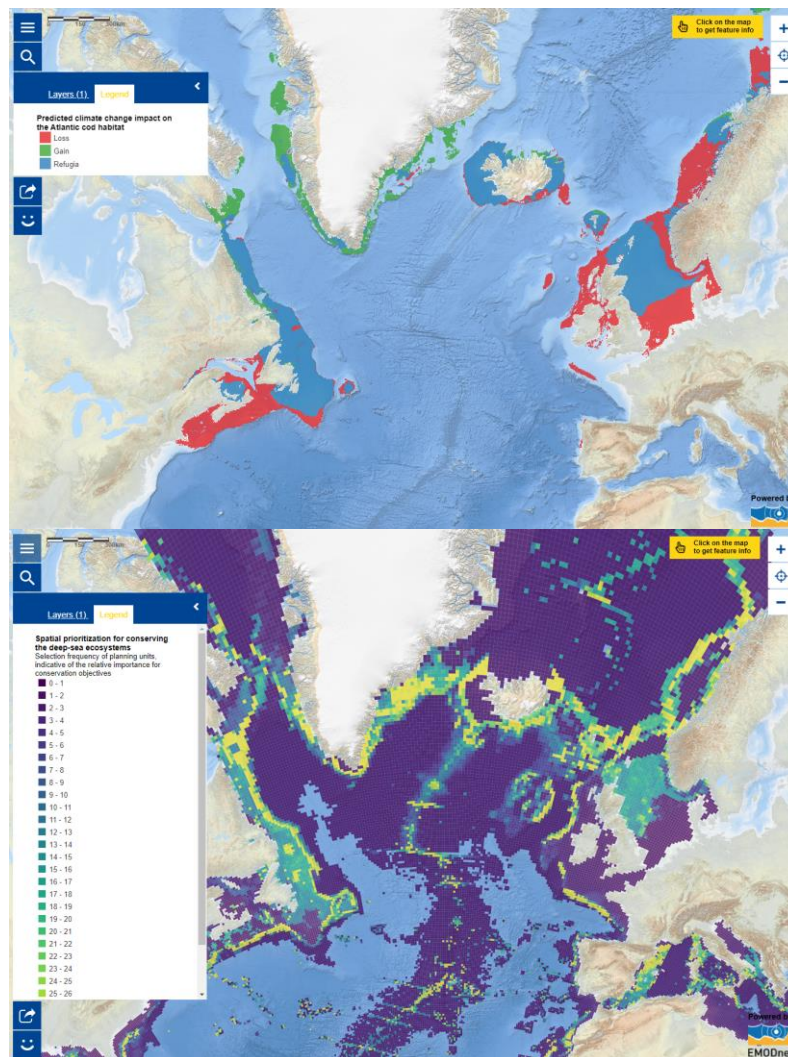 Click on the map
to get feature info
Layers (1)
Legend
Predicted climate change impact on
the Atlantic cod habitat
Loss
Gain
Refugia
Powered b
Click on the map
to get feature info
Layers (1)
Legend
Spatial prioritization for conserving
the deep-sea ecosystems
Selection frequency of planning units,
indicative of the relative importance for
conservation objectives
0 - 1
1 - 2
2 - 3
3 - 4
4 - 5
5 - 6
6 - 7
7 - 8
8 - 9
9 - 10
10 - 11
11 - 12
12 - 13
13 - 14
14 - 15
15 - 16
16 - 17
17 - 18
18 - 19
19 - 20
20 - 21
21 - 22
22 - 23
23 - 24
24 - 25
25 - 26
Powered b
EMODne